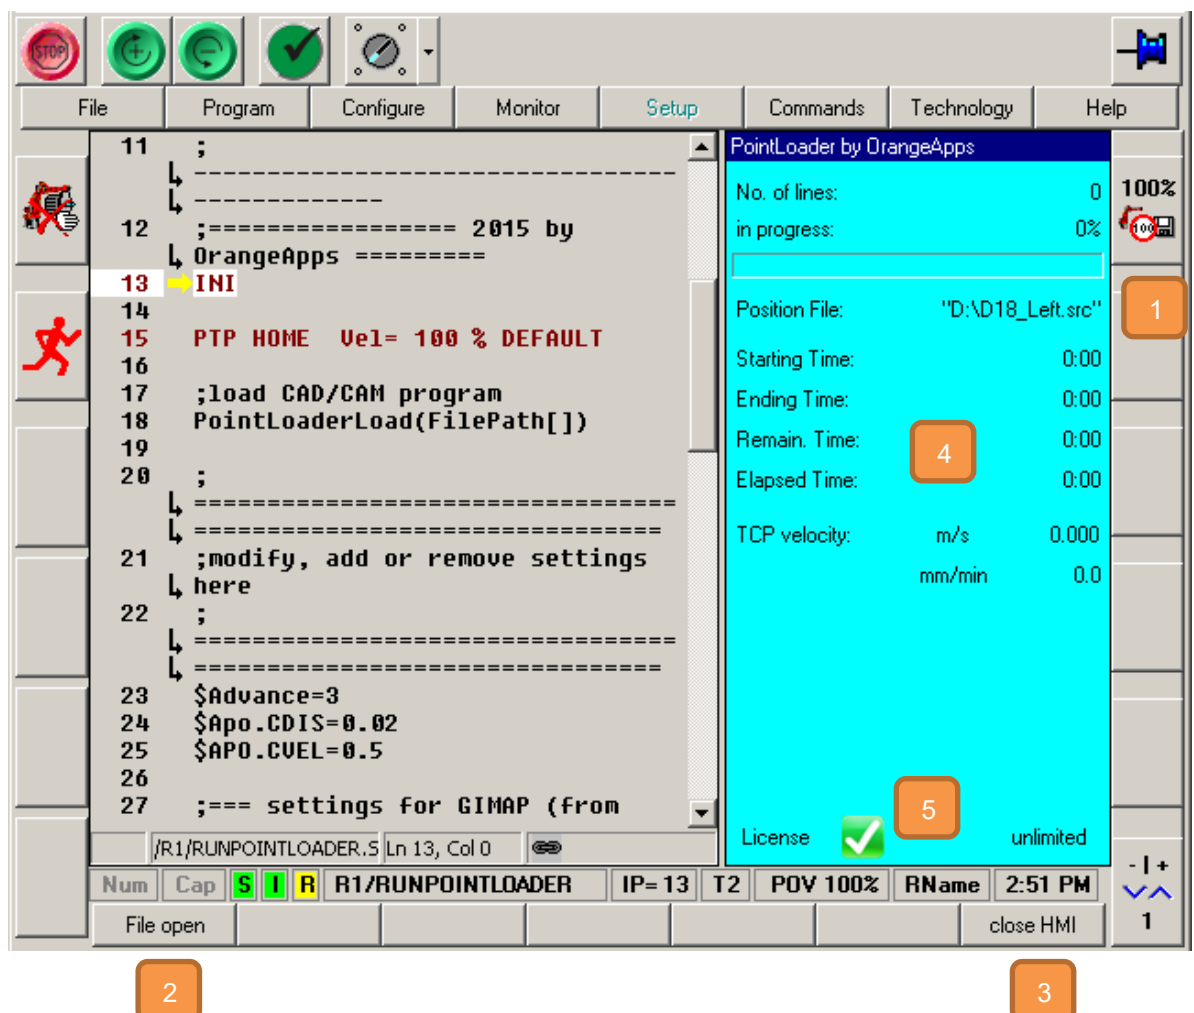 STOP
File Program Configure Monitor Setup Commands Technology Help
11 ;
---------------------------------
-------------
12 ;================= 2015 by
OrangeApps =========
13 INI
14
15 PTP HOME Vel= 100 % DEFAULT
16
17 ;load CAD/CAM program
18 PointLoaderLoad(FilePath[])
19
20 ;
=================================
================================
21 ;modify, add or remove settings
here
22 ;
=================================
================================
23 $Advance=3
24 $Apo.CDIS=0.02
25 $APO.CVEL=0.5
26
27 ;=== settings for GIMAP (from
/R1/RUNPOINTLOADER.S Ln 13, Col 0
PointLoader by OrangeApps
No. of lines: 0
in progress: 0%
Position File: "D:\D18_Left.src"
Starting Time: 0:00
Ending Time: 0:00
Remain. Time: 0:00
Elapsed Time: 0:00
TCP velocity: m/s 0.000
mm/min 0.0
License unlimited
100%
100
1
4
5
- I +
1
Num Cap S I R R1/RUNPOINTLOADER IP= 13 T2 POV 100% RName 2:51 PM
File open close HMI
2 3